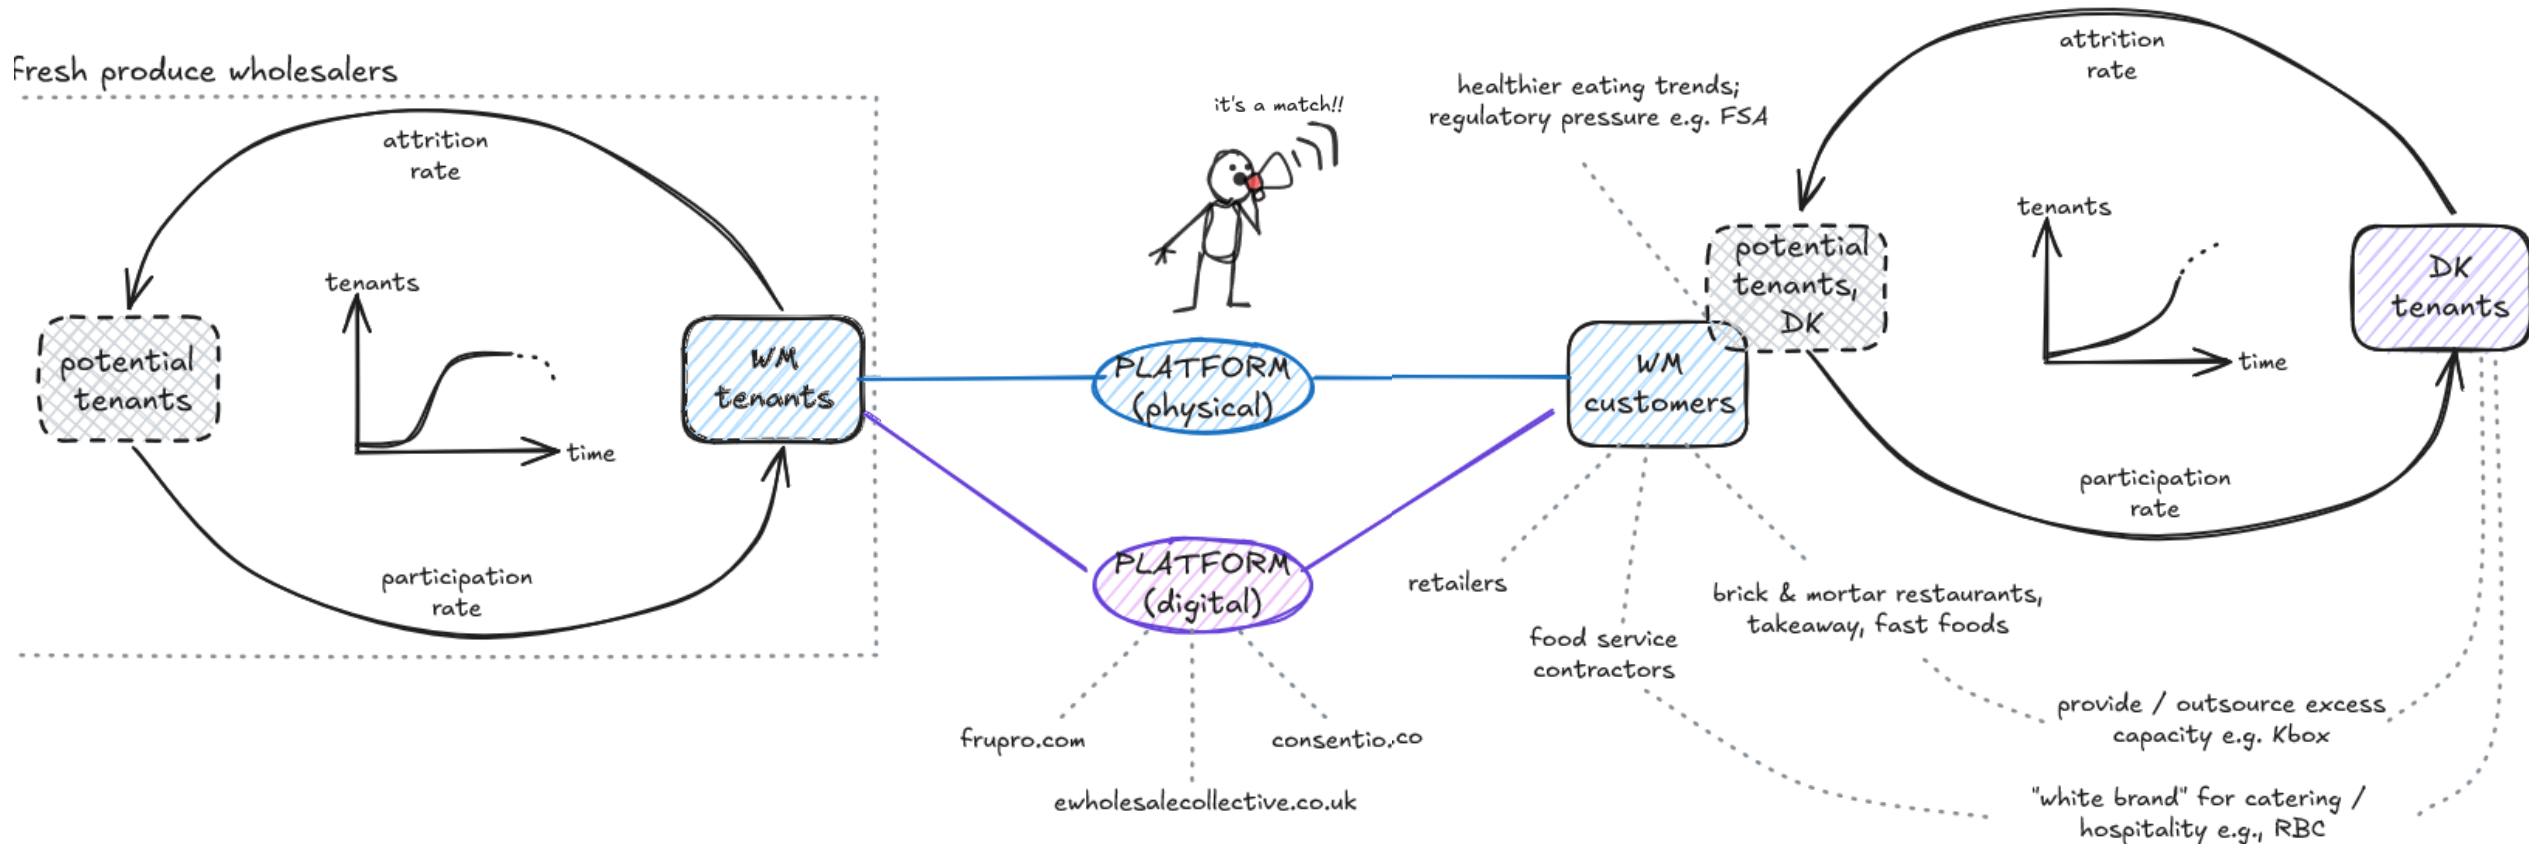 fresh produce wholesalers
attrition
rate
tenants
time
potential
tenants
WM
tenants
participation
rate
it's a match!!
PLATFORM
(physical)
PLATFORM
(digital)
frupro.com
consentio.co
ewholesalecollective.co.uk
healthier eating trends;
regulatory pressure e.g. FSA
WM
customers
retailers
food service
contractors
brick & mortar restaurants,
takeaway, fast foods
attrition
rate
potential
tenants,
DK
tenants
time
DK
tenants
participation
rate
provide / outsource excess
capacity e.g. Kbox
"white brand" for catering /
hospitality e.g., RBC